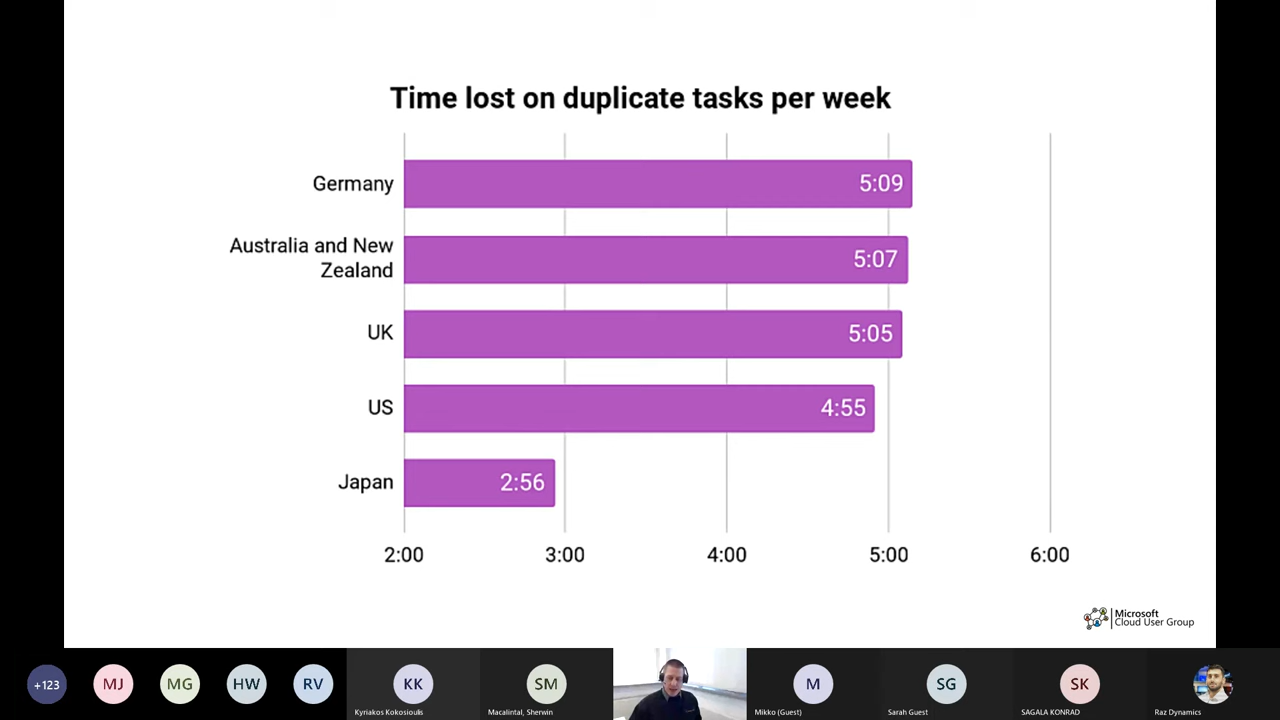 Time lost on duplicate tasks per week
Germany
5:09
Australia and New
Zealand
5:07
UK
5:05
US
4:55
Japan
2:56
2:00
3:00
4:00
5:00
6:00
Microsoft
Cloud User Group
+123
MJ
MG
HW
RV
KK
Kyriakos Kokosioulis
SM
Macalintal, Sherwin
M
Mikko (Guest)
SG
Sarah Guest
SK
SAGALA KONRAD
Raz Dynamics